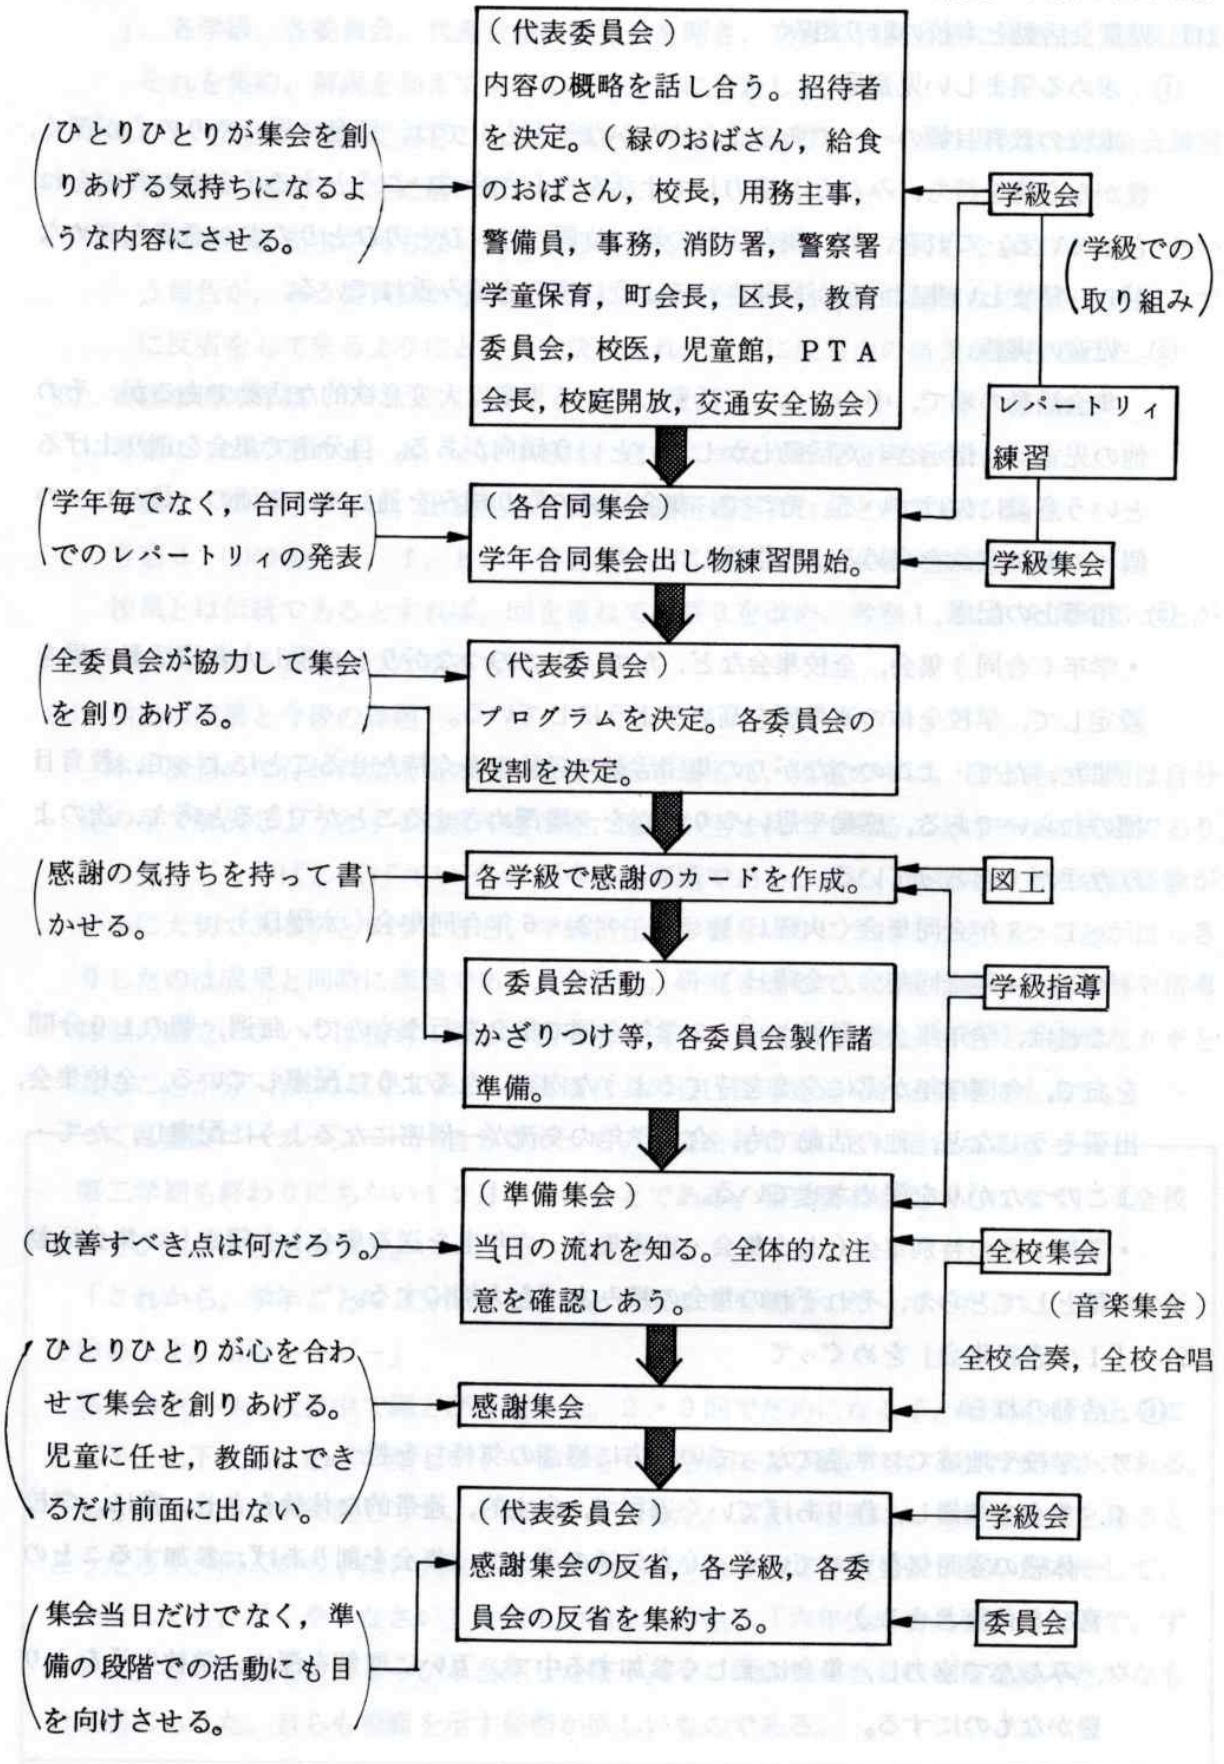 （代表委員会）
内容の概略を話し合う。招待者
を決定。（緑のおばさん，給食
のおばさん，校長，用務主事，
警備員，事務，消防署，警察署
学童保育，町会長，区長，教育
委員会，校医，児童館，ＰＴＡ
会長，校庭開放，交通安全協会）
ひとりひとりが集会を創
りあげる気持ちになるよ
うな内容にさせる。
学級会
（学級での
取り組み）
レパートリィ
練習
学年毎でなく，合同学年
でのレパートリィの発表
（各合同集会）
学年合同集会出し物練習開始。
学級集会
全委員会が協力して集会
を創りあげる。
（代表委員会）
プログラムを決定。各委員会の
役割を決定。
感謝の気持ちを持って書
かせる。
各学級で感謝のカードを作成。
図工
（委員会活動）
かざりつけ等，各委員会製作諸
準備。
学級指導
（改善すべき点は何だろう。）
（準備集会）
当日の流れを知る。全体的な注
意を確認しあう。
全校集会
（音楽集会）
全校合奏，全校合唱
ひとりひとりが心を合わ
せて集会を創りあげる。
児童に任せ，教師はでき
るだけ前面に出ない。
感謝集会
（代表委員会）
感謝集会の反省，各学級，各委
員会の反省を集約する。
学級会
委員会
集会当日だけでなく，準
備の段階での活動にも目
を向けさせる。